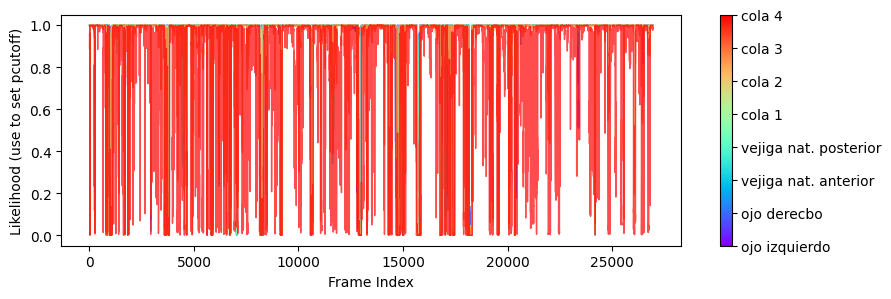 Likelihood (use to set pcutoff)
1.0
0.8
0.6
0.4
0.2
0.0
0
5000
10000
15000
20000
25000
Frame Index
cola 4
cola 3
cola 2
cola 1
vejiga nat. posterior
vejiga nat. anterior
ojo derecbo
ojo izquierdo